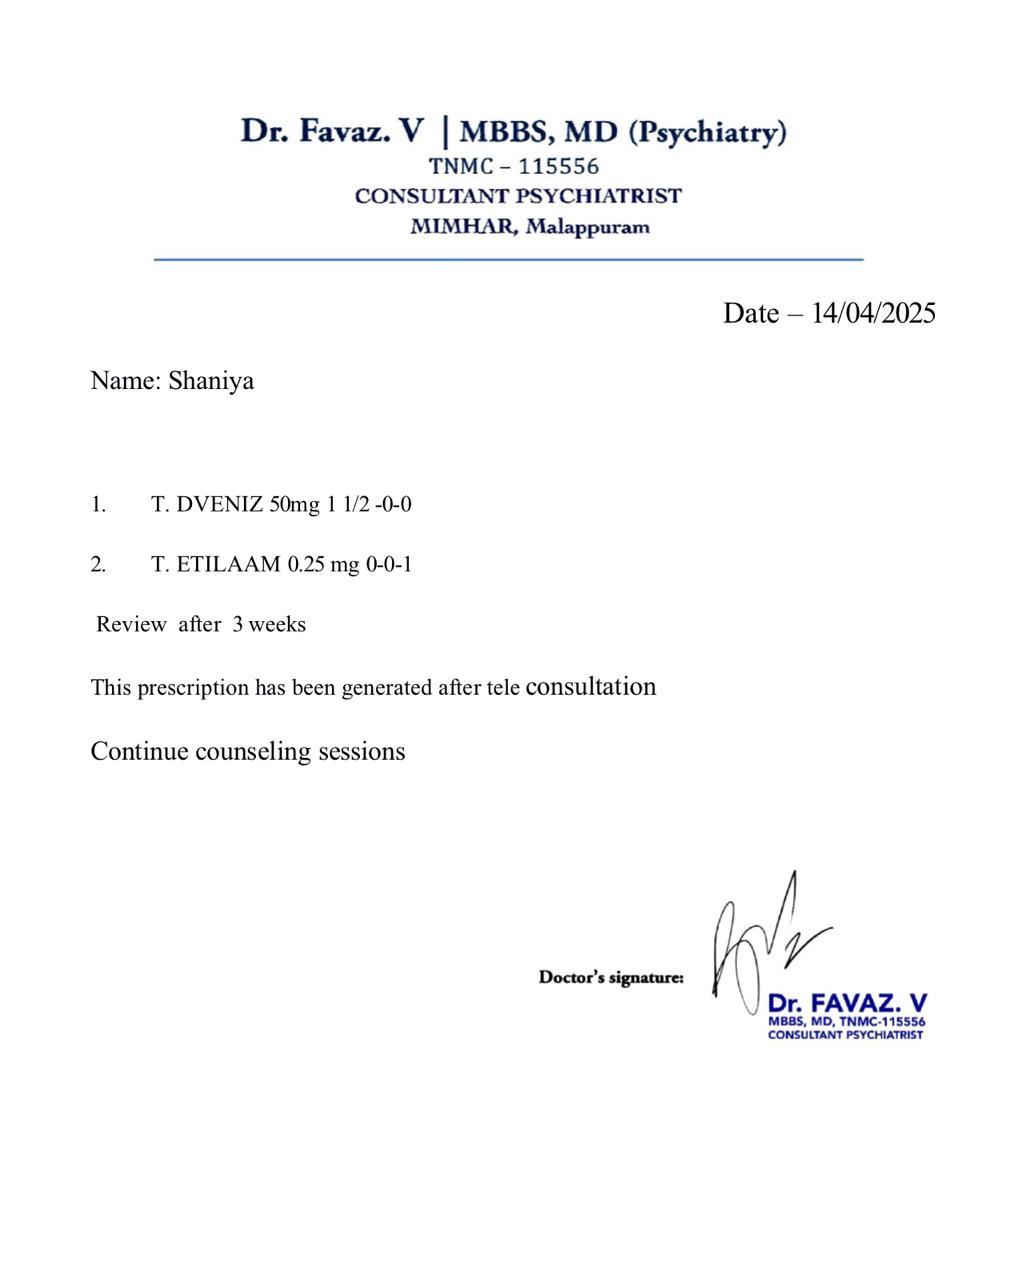 Dr. Favaz. V | MBBS, MD (Psychiatry)
TNMC – 115556
CONSULTANT PSYCHIATRIST
MIMHAR, Malappuram
Date – 14/04/2025
Name: Shaniya
1. T. DVENIZ 50mg 1 1/2 -0-0
2. T. ETILAAM 0.25 mg 0-0-1
Review after 3 weeks
This prescription has been generated after tele consultation
Continue counseling sessions
Doctor's signature:
Dr. FAVAZ. V
MBBS, MD, TNMC-115556
CONSULTANT PSYCHIATRIST